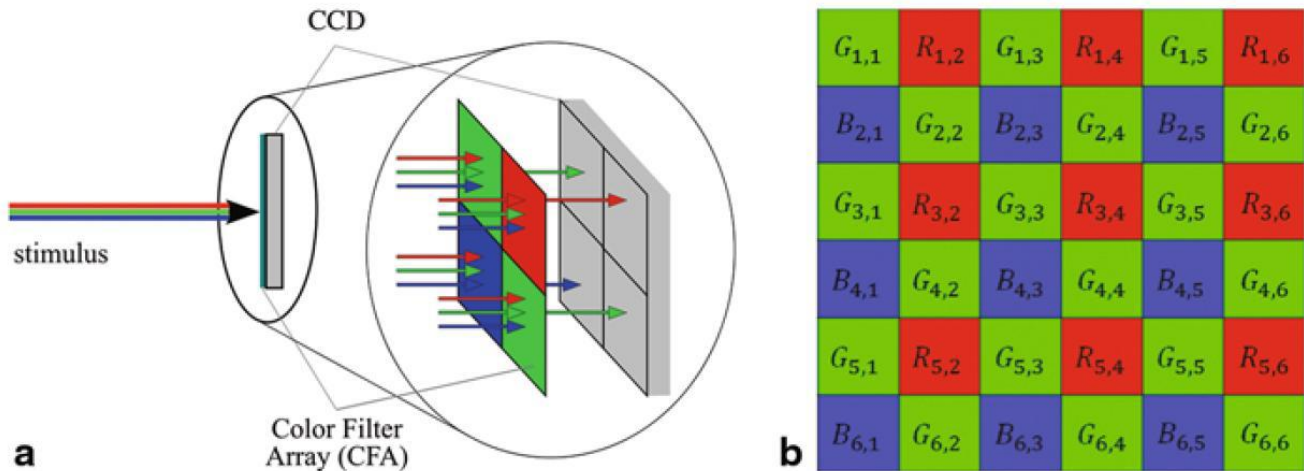 CCD
stimulus
Color Filter
Array (CFA)
a
G1,1 R1,2 G1,3 R1,4 G1,5 R1,6
B2,1 G2,2 B2,3 G2,4 B2,5 G2,6
G3,1 R3,2 G3,3 R3,4 G3,5 R3,6
B4,1 G4,2 B4,3 G4,4 B4,5 G4,6
G5,1 R5,2 G5,3 R5,4 G5,5 R5,6
B6,1 G6,2 B6,3 G6,4 B6,5 G6,6
b